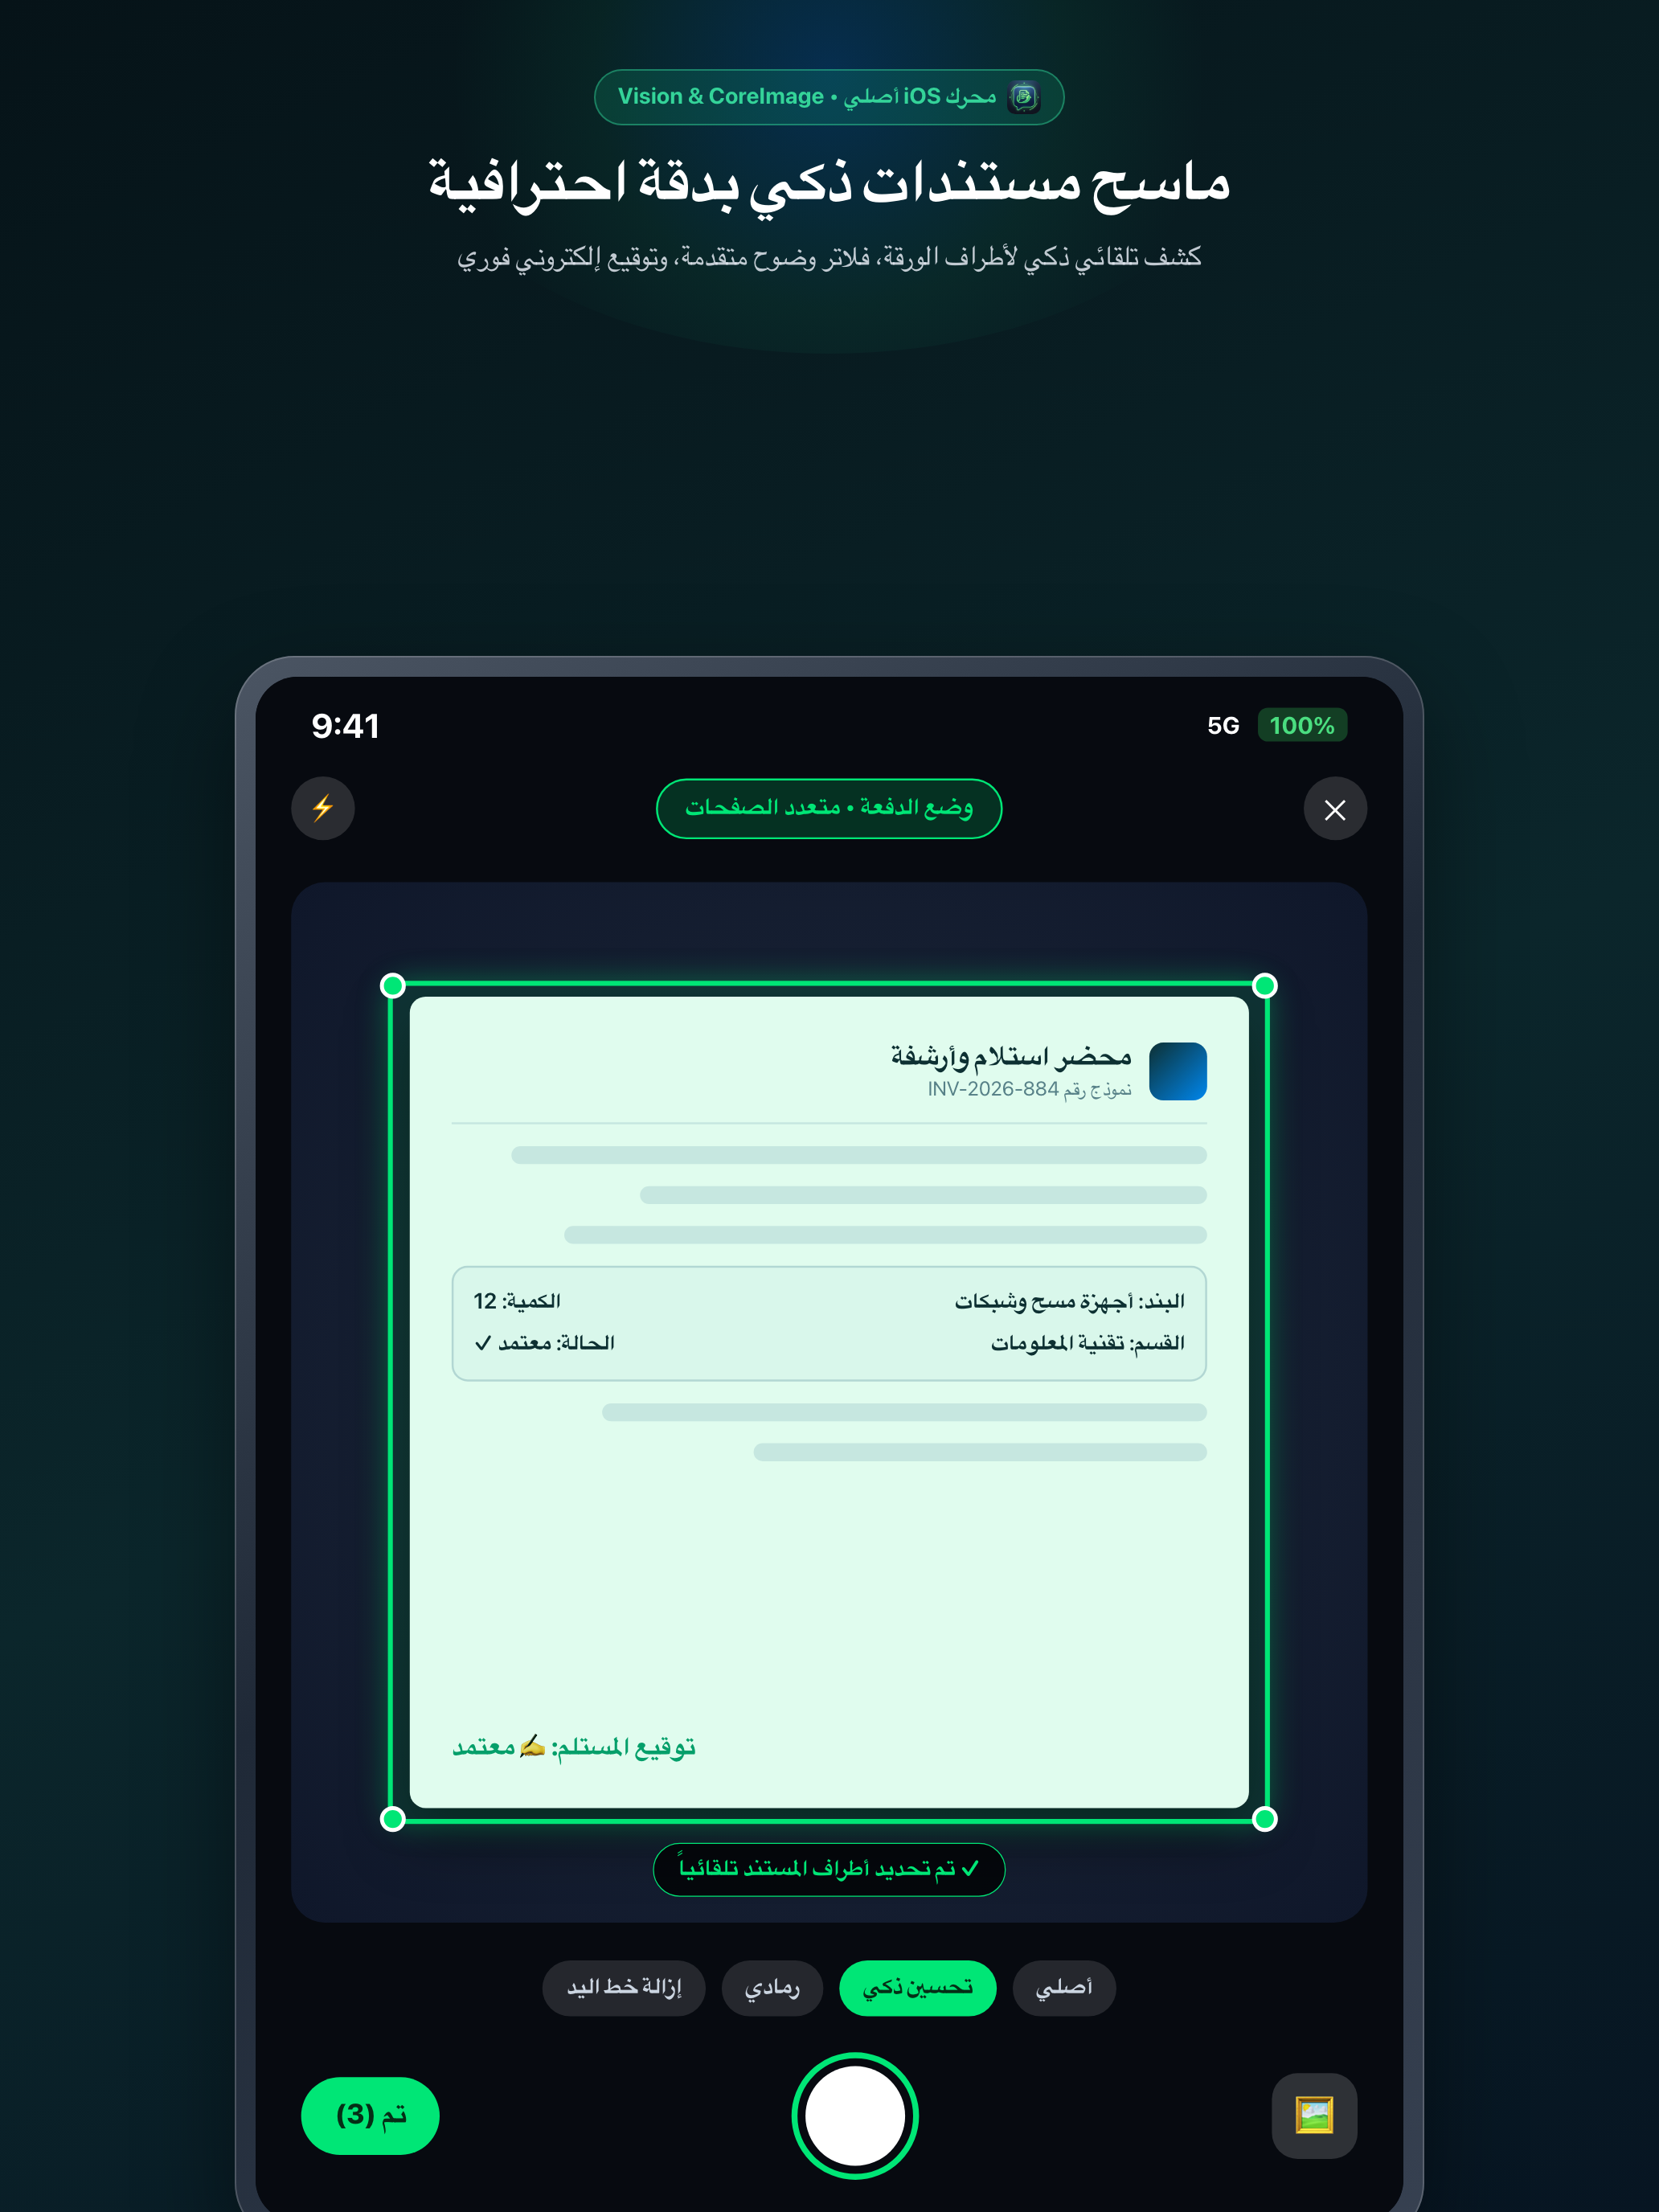 محرك iOS أصلي • Vision & CoreImage
ماسح مستندات ذكي بدقة احترافية
كشف تلقائي ذكي لأطراف الورقة، فلاتر وضوح متقدمة، وتوقيع إلكتروني فوري
9:41
5G 100%
وضع الدفعة • متعدد الصفحات
محضر استلام وأرشفة
نموذج رقم INV-2026-884
البند: أجهزة مسح وشبكات
الكمية: 12
القسم: تقنية المعلومات
الحالة: معتمد ✓
توقيع المستلم: ✍️ معتمد
✓ تم تحديد أطراف المستند تلقائياً
أصلي
تحسين ذكي
رمادي
إزالة خط اليد
تم (3)